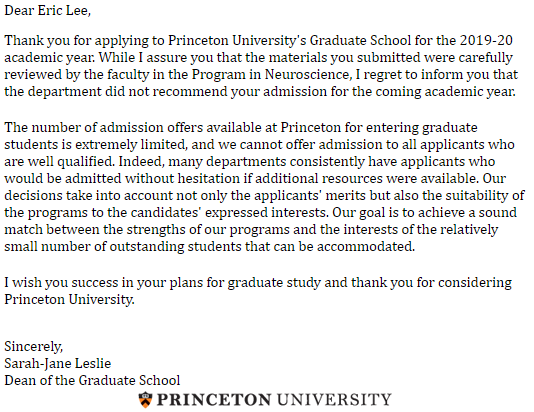 Dear Eric Lee,
Thank you for applying to Princeton University's Graduate School for the 2019-20
academic year. While I assure you that the materials you submitted were carefully
reviewed by the faculty in the Program in Neuroscience, I regret to inform you that
the department did not recommend your admission for the coming academic year.
The number of admission offers available at Princeton for entering graduate
students is extremely limited, and we cannot offer admission to all applicants who
are well qualified. Indeed, many departments consistently have applicants who
would be admitted without hesitation if additional resources were available. Our
decisions take into account not only the applicants' merits but also the suitability of
the programs to the candidates' expressed interests. Our goal is to achieve a sound
match between the strengths of our programs and the interests of the relatively
small number of outstanding students that can be accommodated.
I wish you success in your plans for graduate study and thank you for considering
Princeton University.
Sincerely,
Sarah-Jane Leslie
Dean of the Graduate School
PRINCETON UNIVERSITY